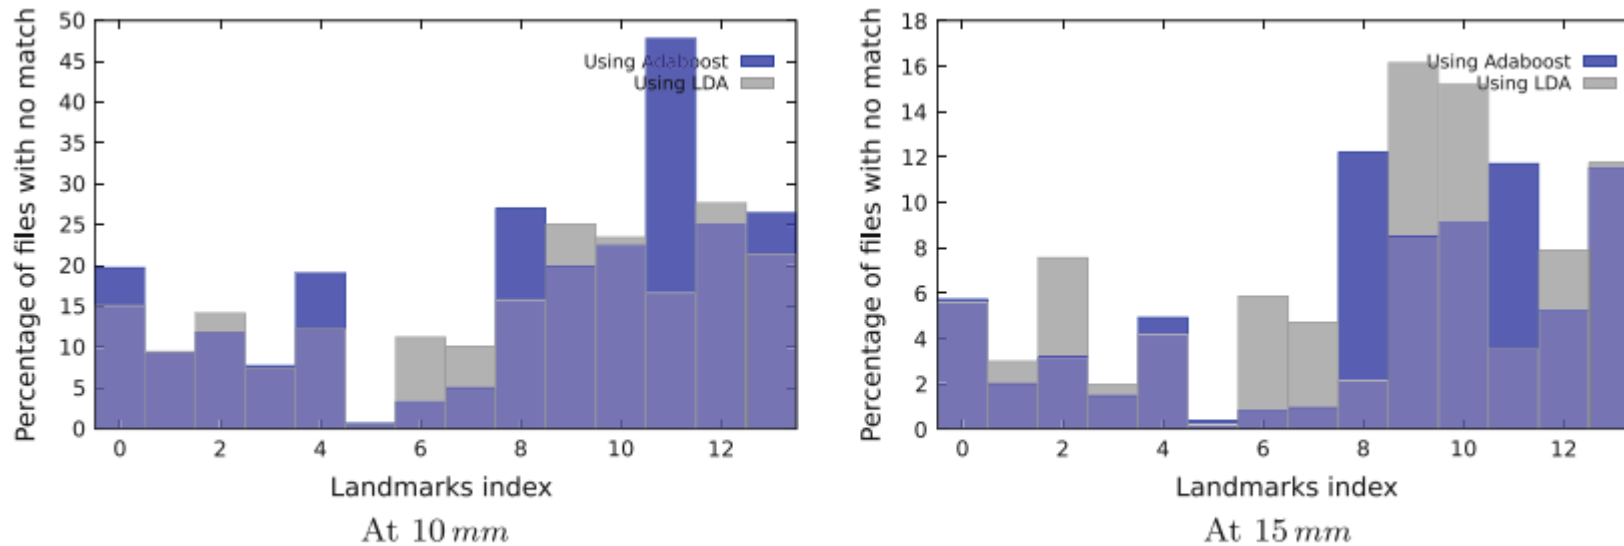 Percentage of files with no match
50
45
40
35
30
25
20
15
10
5
0
Using Adaboost
Using LDA
0 2 4 6 8 10 12
Landmarks index
At 10 mm
Percentage of files with no match
18
16
14
12
10
8
6
4
2
0
Using Adaboost
Using LDA
0 2 4 6 8 10 12
Landmarks index
At 15 mm